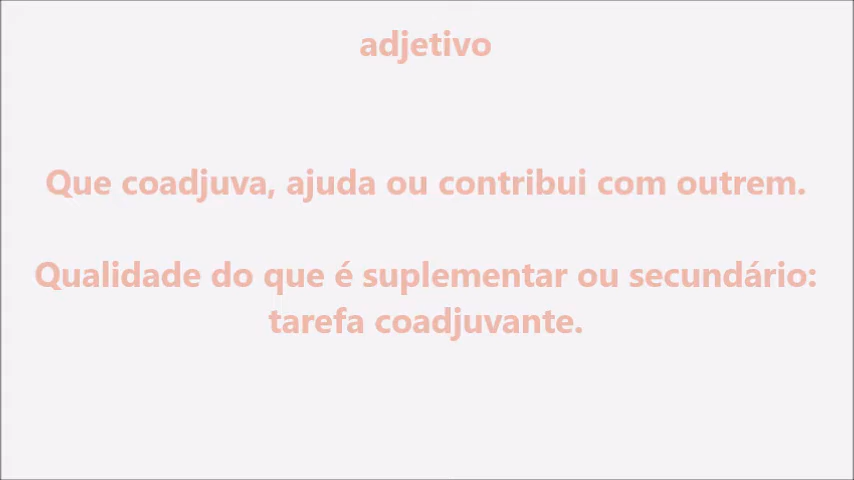 adjetivo
Que coadjuva, ajuda ou contribui com outrem.
Qualidade do que é suplementar ou secundário:
tarefa coadjuvante.